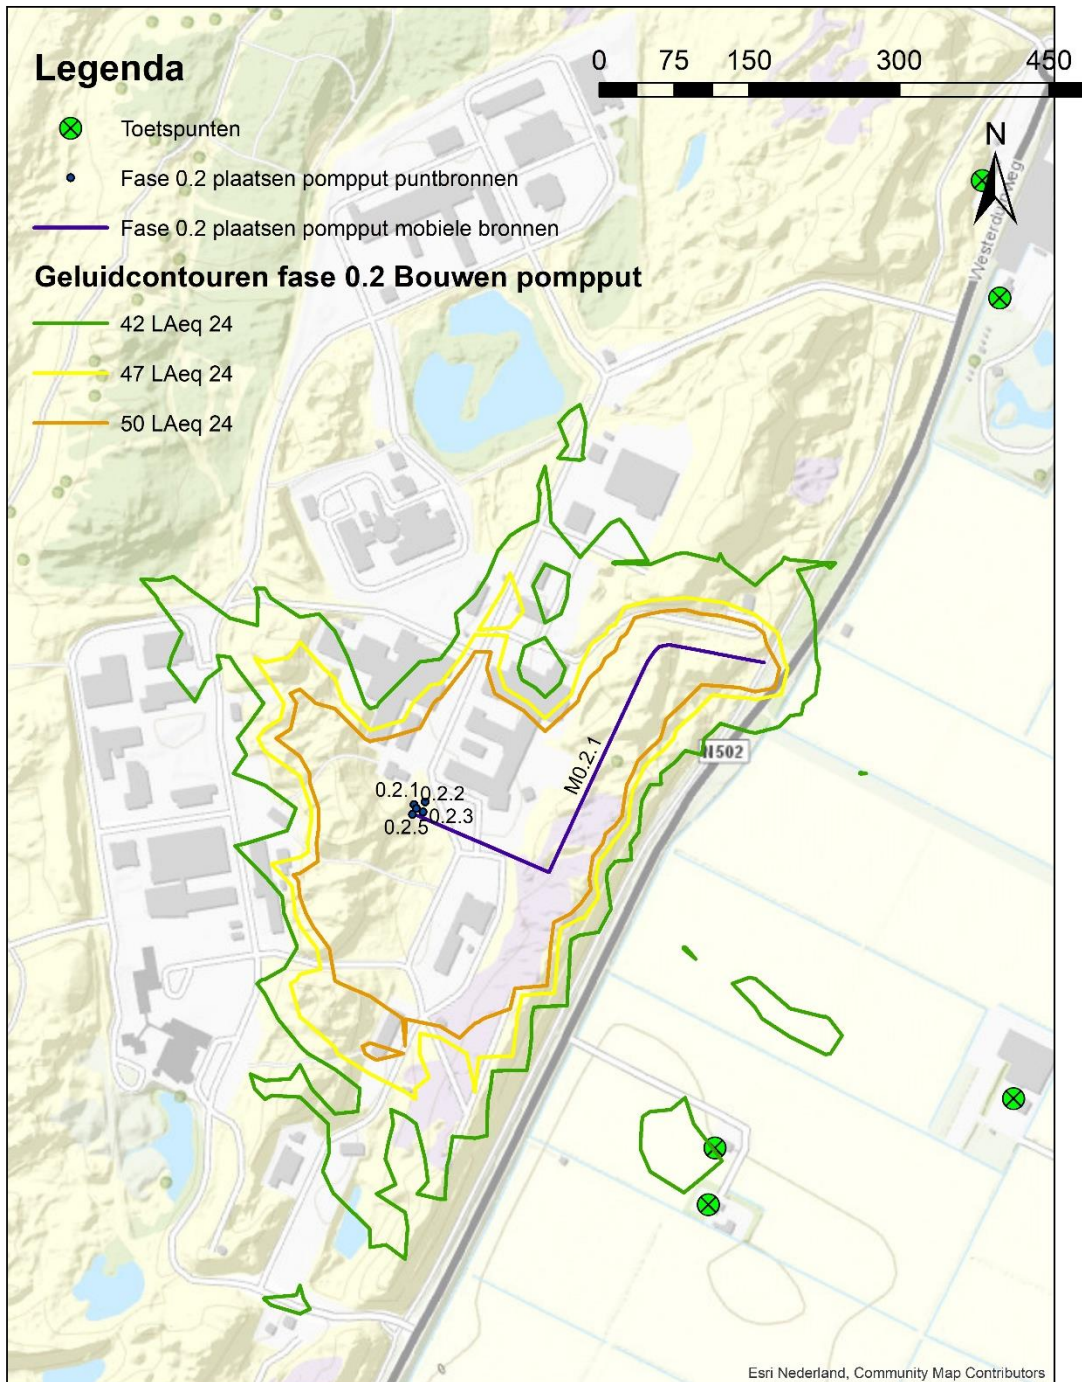 Legenda
0 75 150 300 450
Toetspunten
Fase 0.2 plaatsen pompput puntbronnen
Fase 0.2 plaatsen pompput mobiele bronnen
N
Westerduinweg
Geluidcontouren fase 0.2 Bouwen pompput
42 LAeq 24
47 LAeq 24
50 LAeq 24
N502
M0.2.1
0.2.1
0.2.2
0.2.3
0.2.5
Esri Nederland, Community Map Contributors